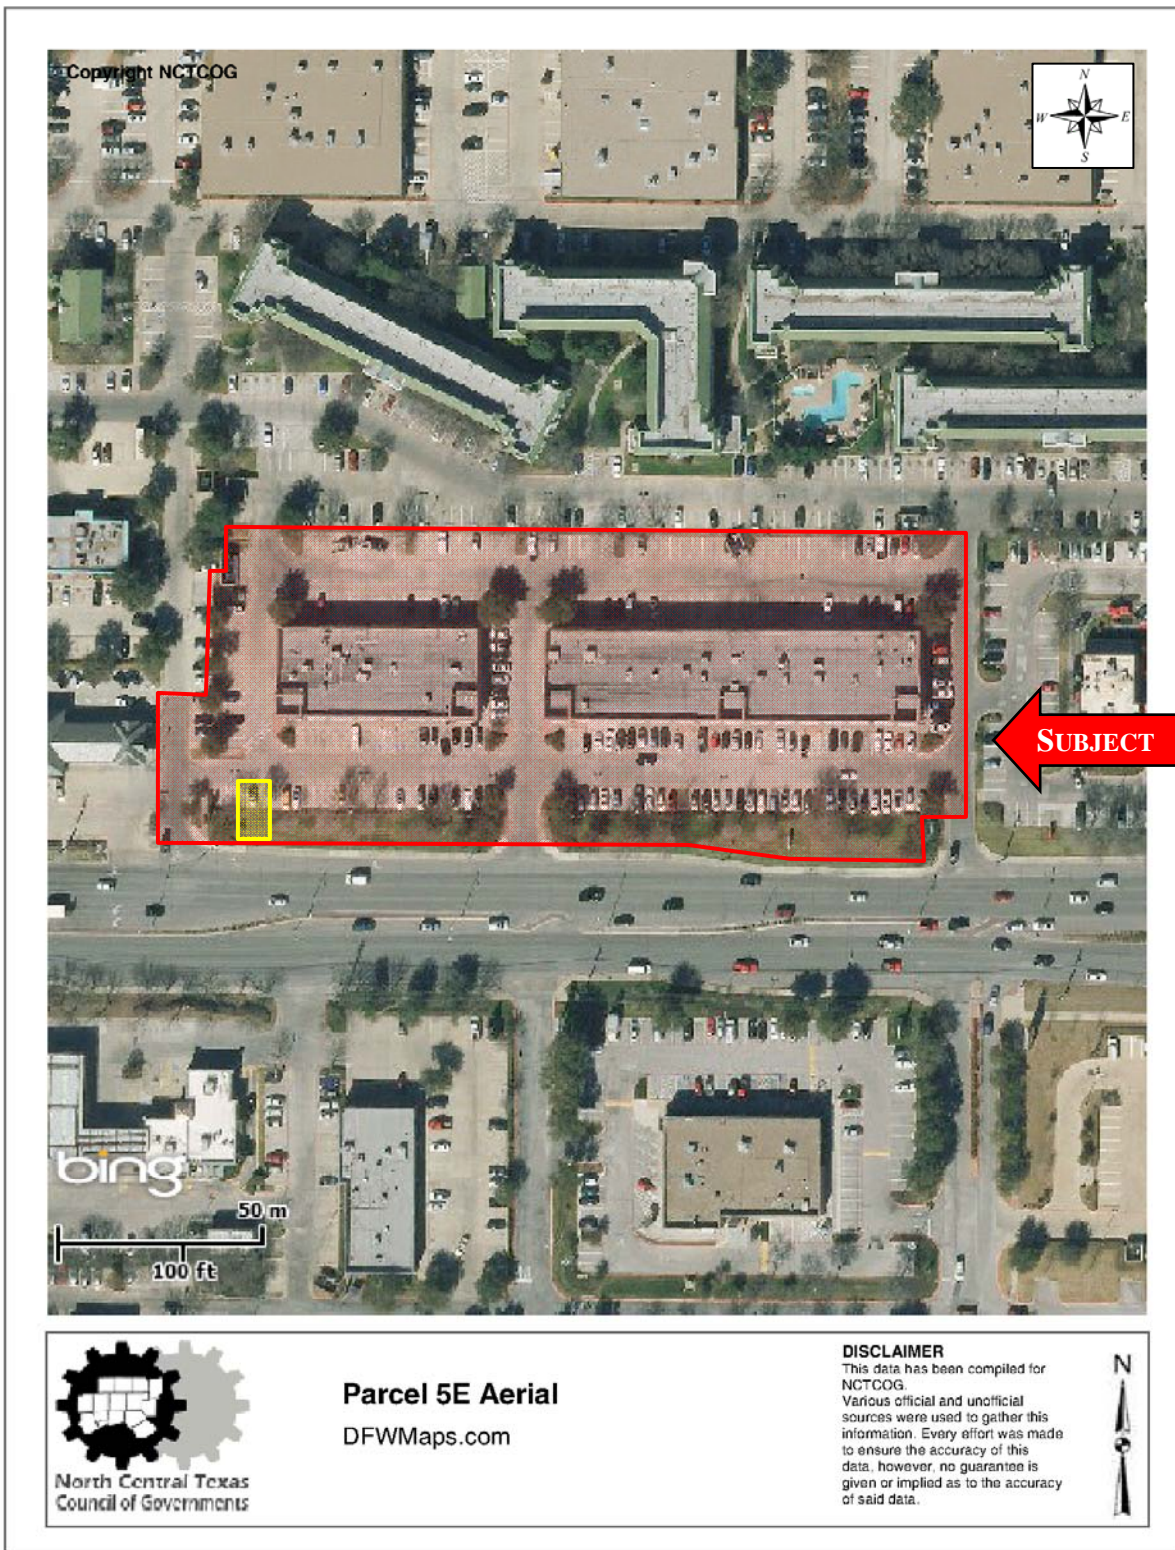 Copyright NCTCOG
N
W E
S
SUBJECT
bing
50 m
100 ft
North Central Texas
Council of Governments
Parcel 5E Aerial
DFWMaps.com
DISCLAIMER
This data has been compiled for
NCTCOG.
Various official and unofficial
sources were used to gather this
information. Every effort was made
to ensure the accuracy of this
data, however, no guarantee is
given or implied as to the accuracy
of said data.
N